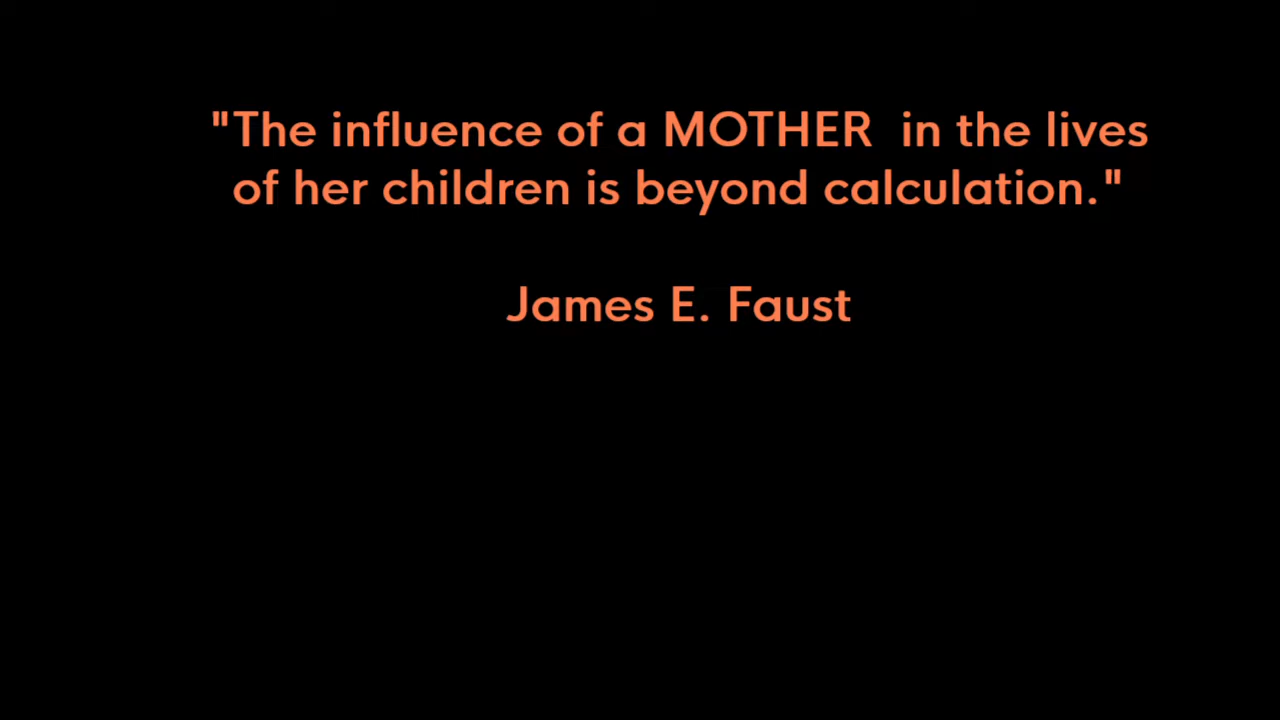 "The influence of a MOTHER  in the lives
of her children is beyond calculation."
James E. Faust